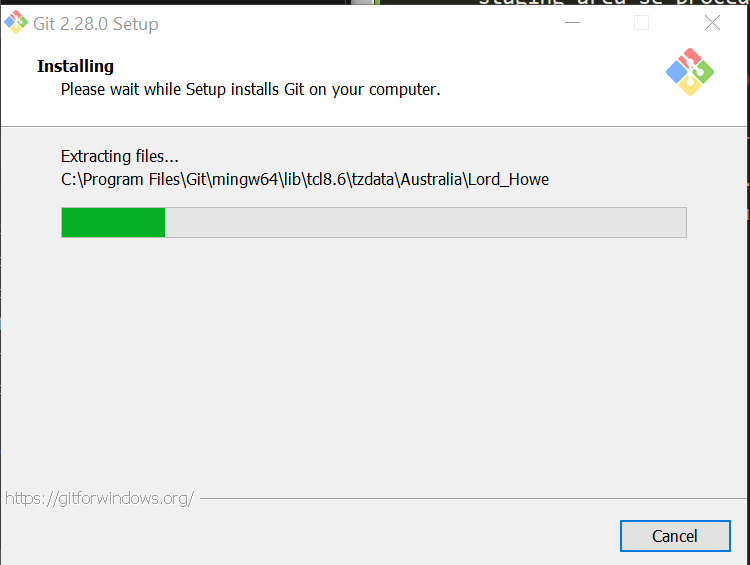 staging area se
Git 2.28.0 Setup
Installing
Please wait while Setup installs Git on your computer.
Extracting files...
C:\Program Files\Git\mingw64\lib\tcl8.6\tzdata\Australia\Lord_Howe
https://gitforwindows.org/
Cancel